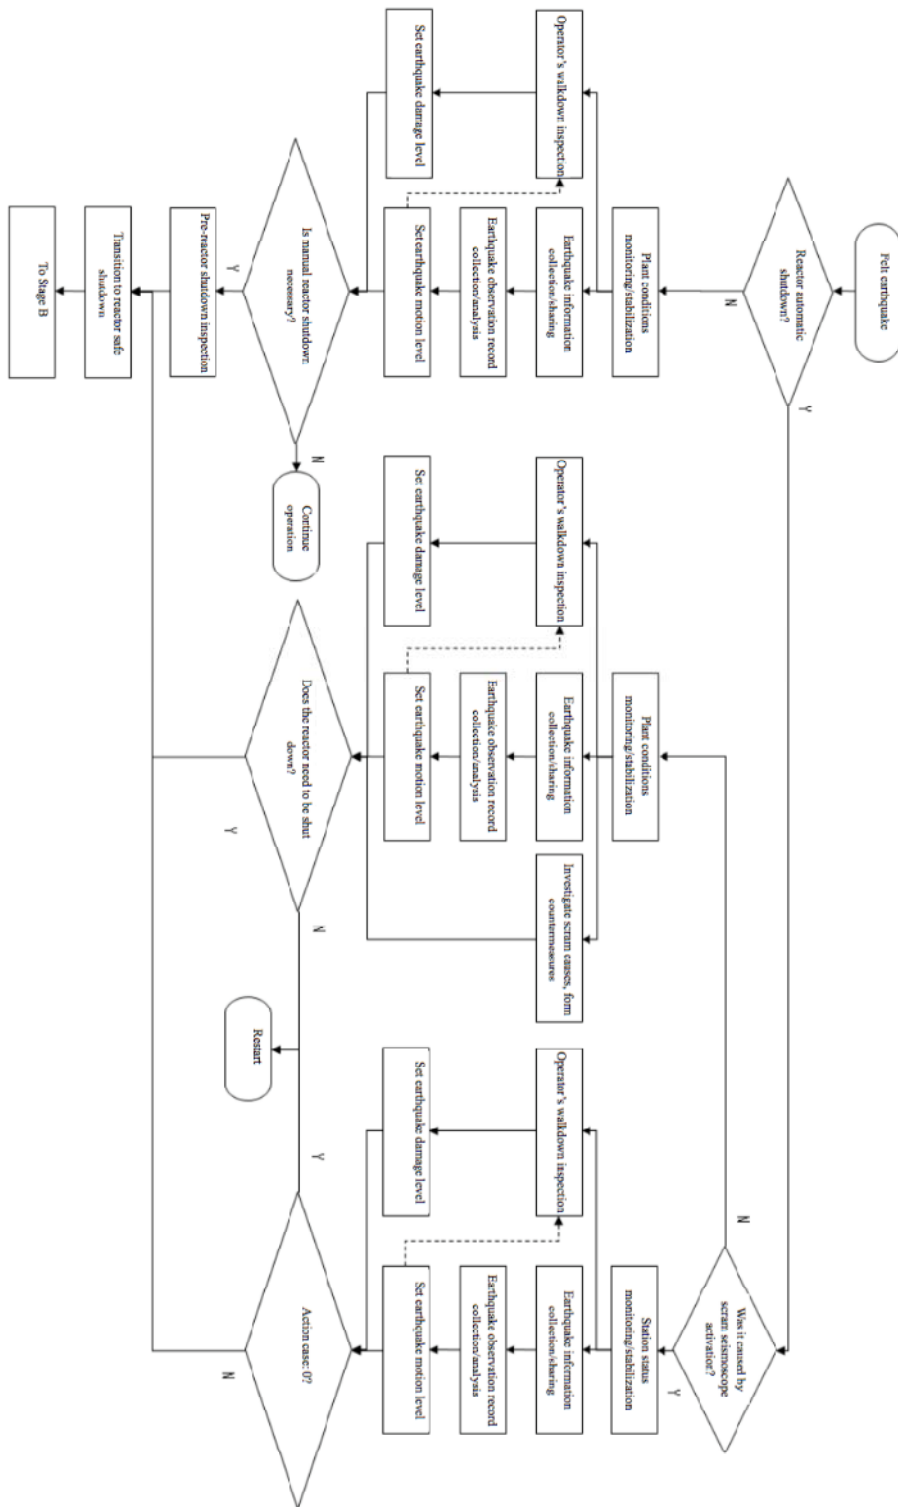 Felt earthquake
Reactor automatic
shutdown?
N
Y
Plant conditions
monitoring/stabilization
Operator's walkdown inspection
Earthquake information
collection/sharing
Earthquake observation record
collection/analysis
Set earthquake damage level
Set earthquake motion level
Is manual reactor shutdown
necessary?
Y
N
Continue
operation
Pre-reactor shutdown inspection
Transition to reactor safe
shutdown
To Stage B
Plant conditions
monitoring/stabilization
Operator's walkdown inspection
Earthquake information
collection/sharing
Investigate scram causes, form
countermeasures
Earthquake observation record
collection/analysis
Set earthquake damage level
Set earthquake motion level
Does the reactor need to be shut
down?
Y
N
Restart
Was it caused by
scram seismoscope
activation?
N
Y
Station status
monitoring/stabilization
Operator's walkdown inspection
Earthquake information
collection/sharing
Earthquake observation record
collection/analysis
Set earthquake damage level
Set earthquake motion level
Action case: 0?
Y
N